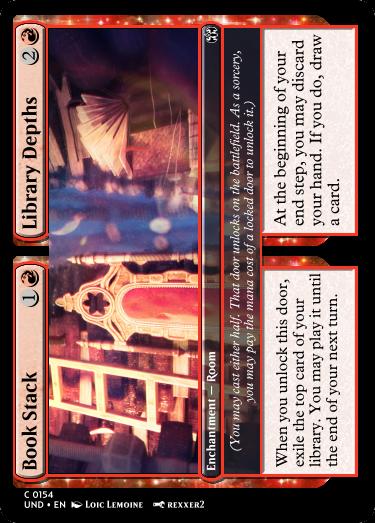 Book Stack 1
When you unlock this door,
exile the top card of your
library. You may play it until
the end of your next turn.
Library Depths 2
At the beginning of your
end step, you may discard
your hand. If you do, draw
a card.
Enchantment — Room
(You may cast either half. That door unlocks on the battlefield. As a sorcery,
you may pay the mana cost of a locked door to unlock it.)
C 0154
UND • EN Loic Lemoine rexxer2